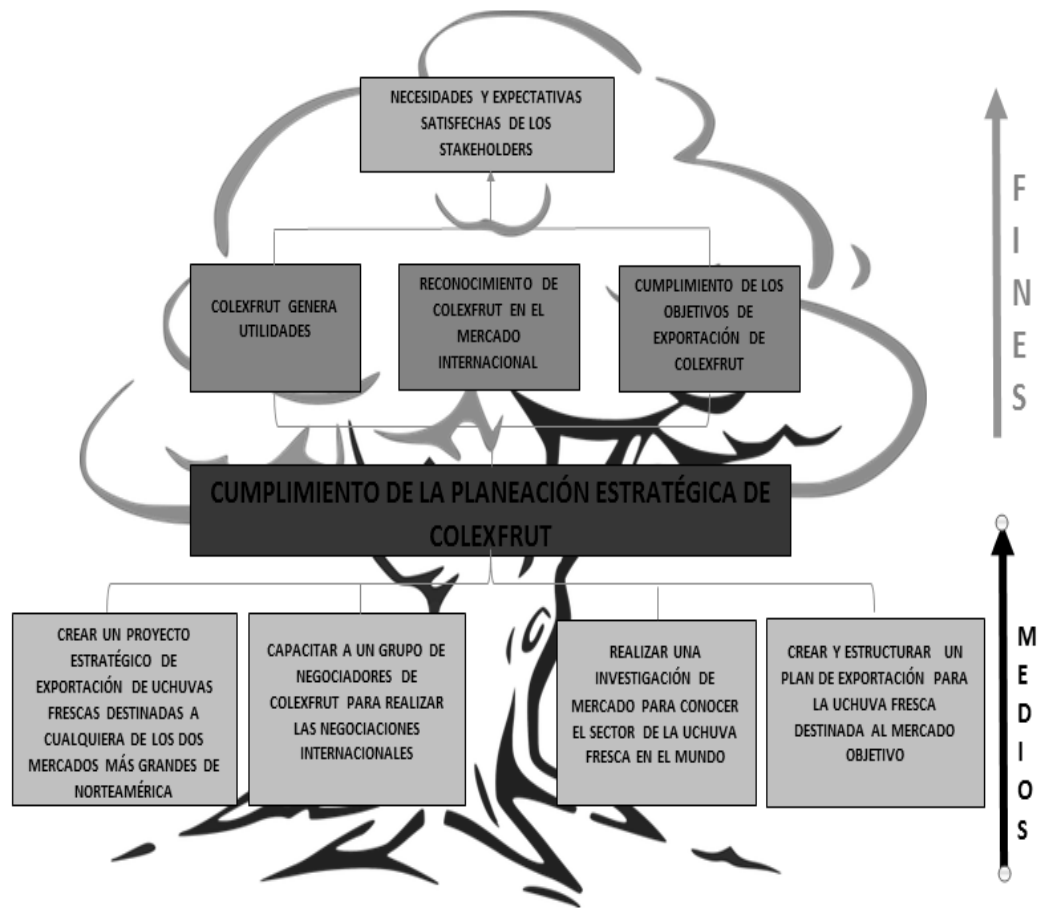 NECESIDADES Y EXPECTATIVAS
SATISFECHAS DE LOS
STAKEHOLDERS
COLEXFRUT GENERA
UTILIDADES
RECONOCIMIENTO DE
COLEXFRUT EN EL
MERCADO
INTERNACIONAL
CUMPLIMIENTO DE LOS
OBJETIVOS DE
EXPORTACIÓN DE
COLEXFRUT
FINES
CUMPLIMIENTO DE LA PLANEACIÓN ESTRATÉGICA DE
COLEXFRUT
CREAR UN PROYECTO
ESTRATÉGICO DE
EXPORTACIÓN DE UCHUVAS
FRESCAS DESTINADAS A
CUALQUIERA DE LOS DOS
MERCADOS MÁS GRANDES DE
NORTEAMÉRICA
CAPACITAR A UN GRUPO DE
NEGOCIADORES DE
COLEXFRUT PARA REALIZAR
LAS NEGOCIACIONES
INTERNACIONALES
REALIZAR UNA
INVESTIGACIÓN DE
MERCADO PARA CONOCER
EL SECTOR DE LA UCHUVA
FRESCA EN EL MUNDO
CREAR Y ESTRUCTURAR UN
PLAN DE EXPORTACIÓN PARA
LA UCHUVA FRESCA
DESTINADA AL MERCADO
OBJETIVO
MEDIOS